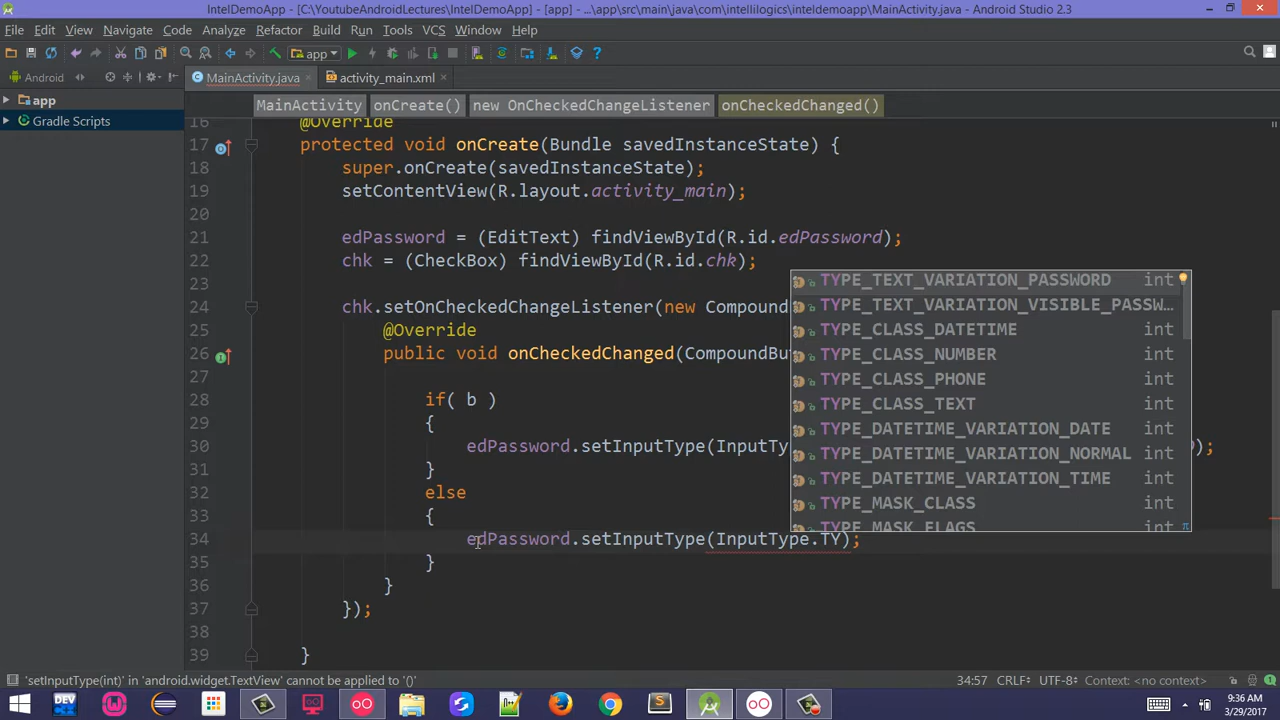 IntelDemoApp - [C:\YoutubeAndroidLectures\IntelDemoApp] - [app] - ...\app\src\main\java\com\intellilogics\inteldemoapp\MainActivity.java - Android Studio 2.3
File Edit View Navigate Code Analyze Refactor Build Run Tools VCS Window Help
app
Android
MainActivity.java
activity_main.xml
app
Gradle Scripts
MainActivity onCreate() new OnCheckedChangeListener onCheckedChanged()
16 @Override
17 protected void onCreate(Bundle savedInstanceState) {
18 super.onCreate(savedInstanceState);
19 setContentView(R.layout.activity_main);
20
21 edPassword = (EditText) findViewById(R.id.edPassword);
22 chk = (CheckBox) findViewById(R.id.chk);
23
24 chk.setOnCheckedChangeListener(new Compound
25 @Override
26 public void onCheckedChanged(CompoundBut
27
28 if( b )
29 {
30 edPassword.setInputType(InputTyp );
31 }
32 else
33 {
34 edPassword.setInputType(InputType.TY);
35 }
36 }
37 });
38
39 }
TYPE_TEXT_VARIATION_PASSWORD int
TYPE_TEXT_VARIATION_VISIBLE_PASSW... int
TYPE_CLASS_DATETIME int
TYPE_CLASS_NUMBER int
TYPE_CLASS_PHONE int
TYPE_CLASS_TEXT int
TYPE_DATETIME_VARIATION_DATE int
TYPE_DATETIME_VARIATION_NORMAL int
TYPE_DATETIME_VARIATION_TIME int
TYPE_MASK_CLASS int
TYPE_MASK_FLAGS int
'setInputType(int)' in 'android.widget.TextView' cannot be applied to '()'
34:57 CRLF÷ UTF-8÷ Context: <no context>
DEV
9:36 AM
3/29/2017